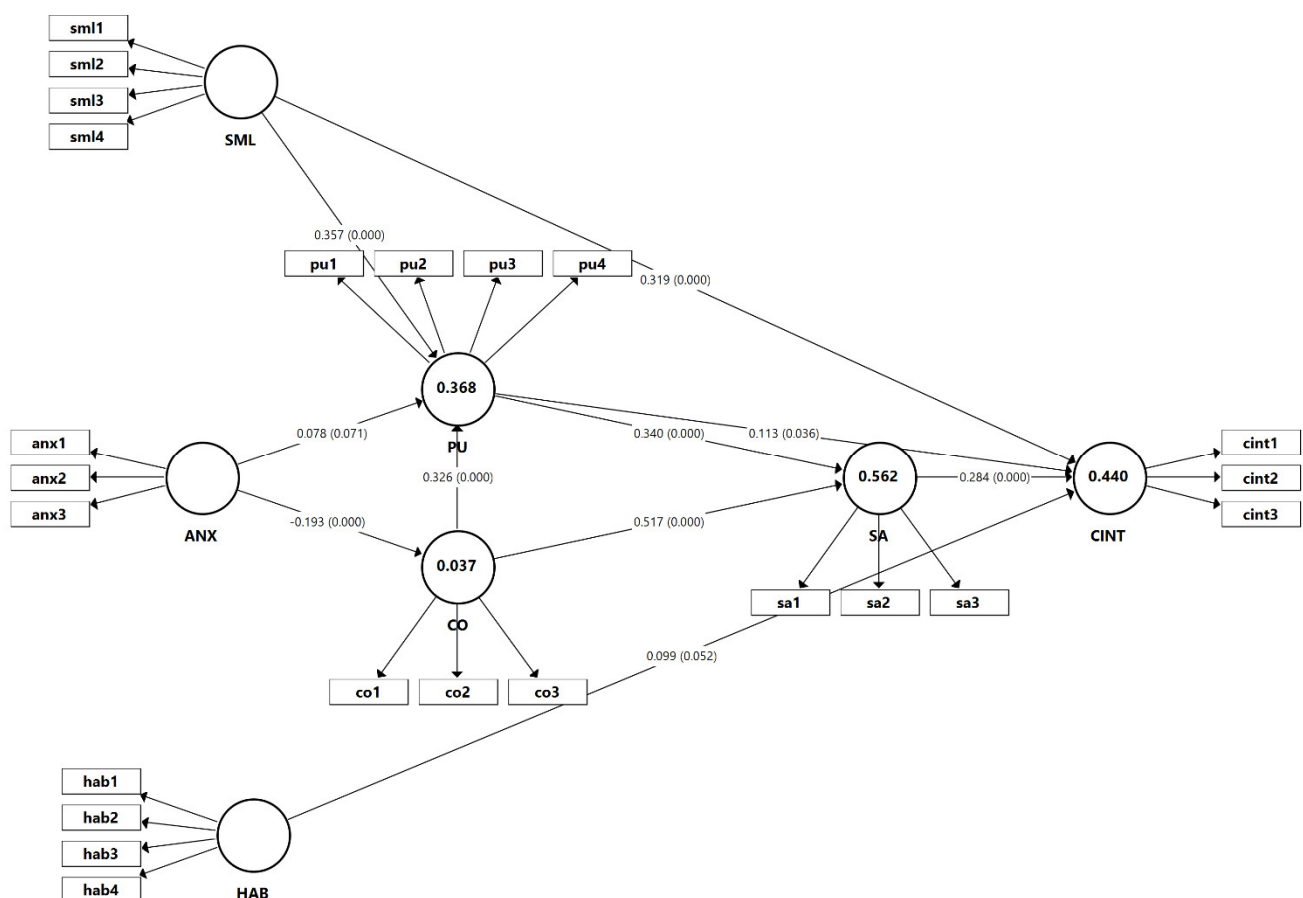 sml1
sml2
sml3
sml4
SML
0.357 (0.000)
pu1
pu2
pu3
pu4
0.319 (0.000)
0.368
PU
0.078 (0.071)
0.340 (0.000)
0.113 (0.036)
anx1
anx2
anx3
ANX
0.326 (0.000)
0.562
SA
0.284 (0.000)
0.440
CINT
cint1
cint2
cint3
-0.193 (0.000)
0.517 (0.000)
0.037
CO
sa1
sa2
sa3
0.099 (0.052)
co1
co2
co3
hab1
hab2
hab3
hab4
HAB